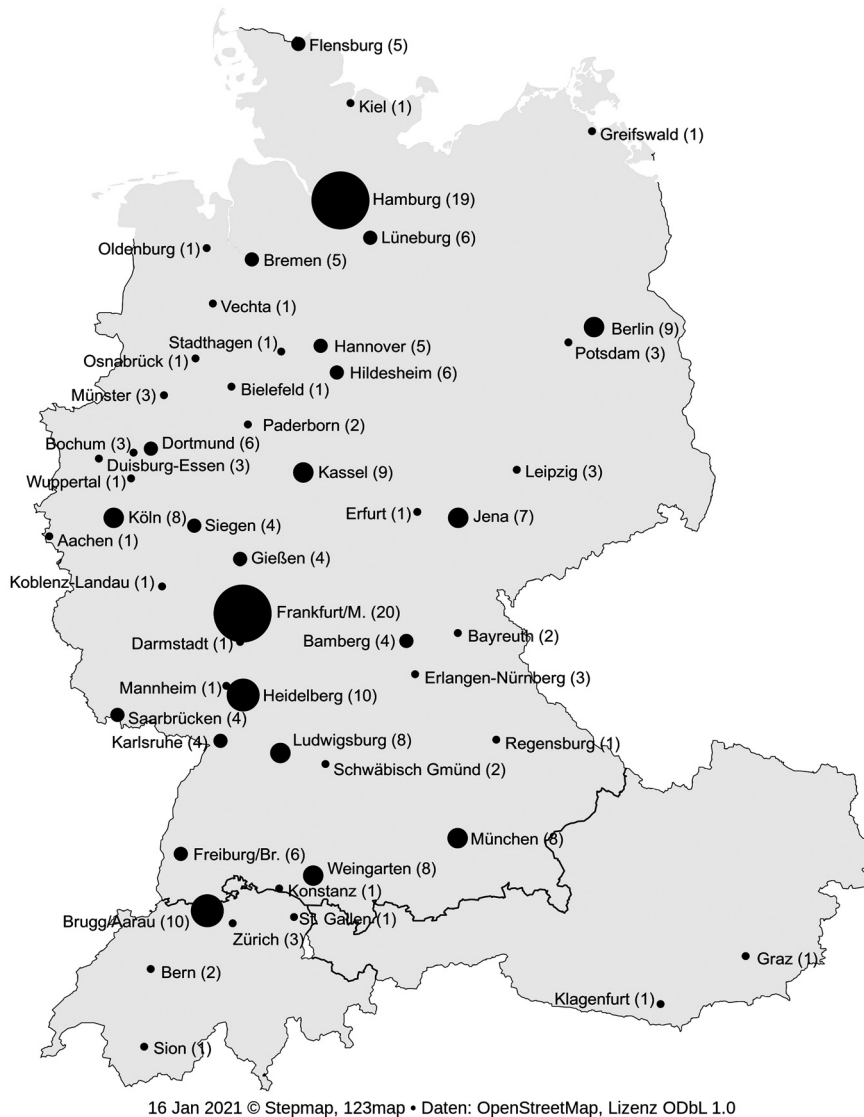 Flensburg (5)
Kiel (1)
Greifswald (1)
Hamburg (19)
Lüneburg (6)
Oldenburg (1)
Bremen (5)
Vechta (1)
Berlin (9)
Stadthagen (1)
Hannover (5)
Potsdam (3)
Osnabrück (1)
Hildesheim (6)
Bielefeld (1)
Münster (3)
Paderborn (2)
Bochum (3)
Dortmund (6)
Duisburg-Essen (3)
Kassel (9)
Leipzig (3)
Wuppertal (1)
Erfurt (1)
Jena (7)
Köln (8)
Siegen (4)
Aachen (1)
Gießen (4)
Koblenz-Landau (1)
Frankfurt/M. (20)
Darmstadt (1)
Bamberg (4)
Bayreuth (2)
Erlangen-Nürnberg (3)
Mannheim (1)
Heidelberg (10)
Saarbrücken (4)
Karlsruhe (4)
Ludwigsburg (8)
Regensburg (1)
Schwäbisch Gmünd (2)
München (8)
Freiburg/Br. (6)
Weingarten (8)
Konstanz (1)
Brugg/Aarau (10)
St. Gallen (1)
Zürich (3)
Graz (1)
Bern (2)
Klagenfurt (1)
Sion (1)
16 Jan 2021 © Stepmap, 123map • Daten: OpenStreetMap, Lizenz ODbL 1.0